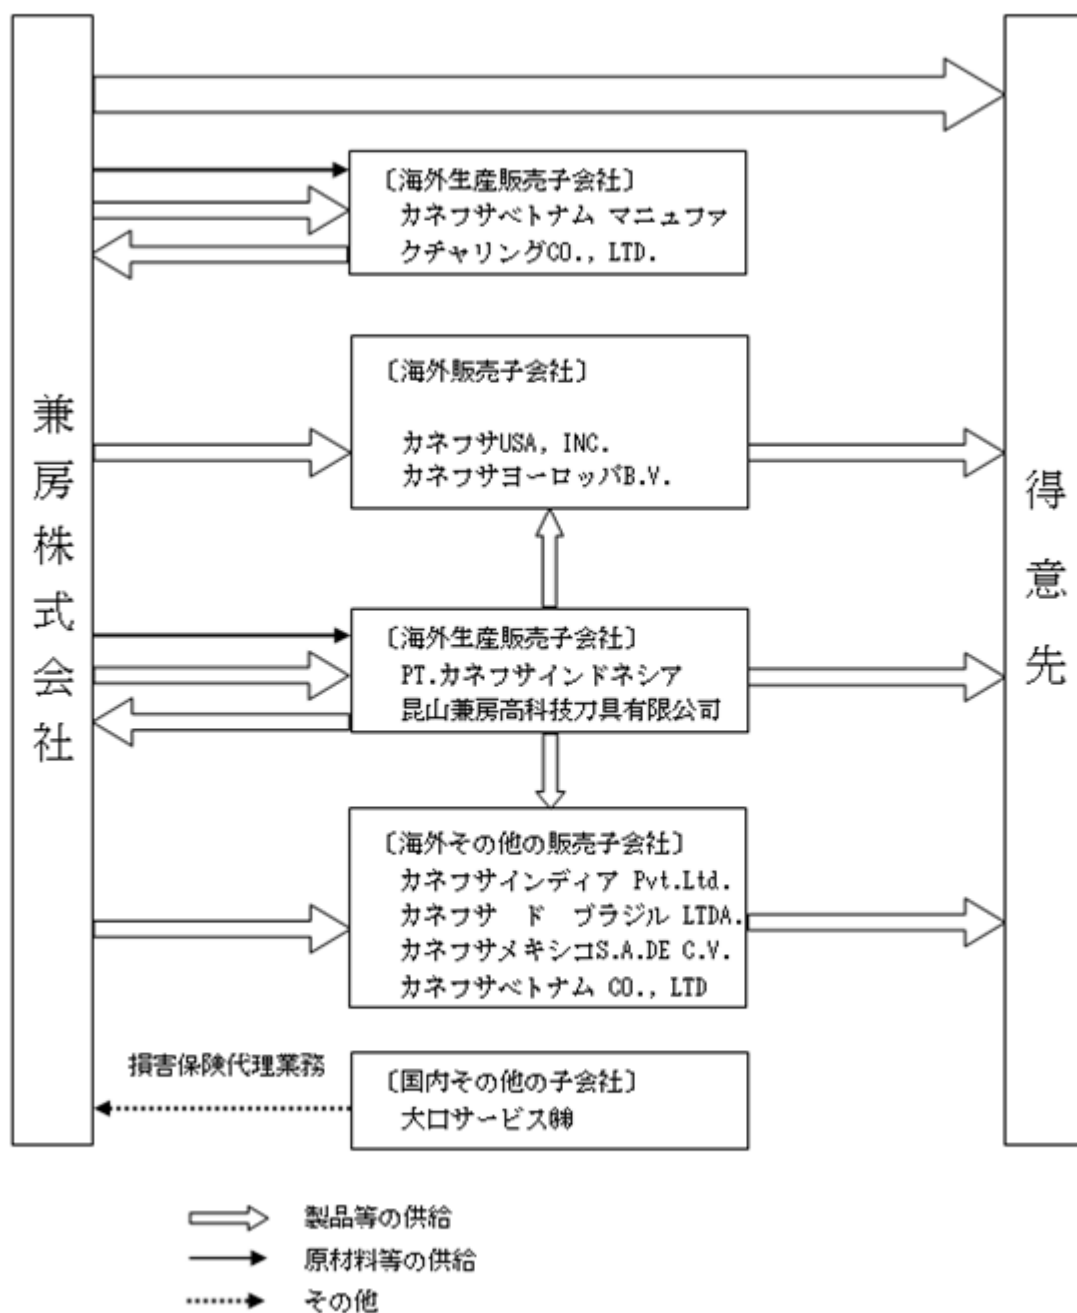 兼房株式会社
〔海外生産販売子会社〕
カネフサベトナム マニュファ
クチャリングCO., LTD.
〔海外販売子会社〕
カネフサUSA, INC.
カネフサヨーロッパB.V.
〔海外生産販売子会社〕
PT.カネフサインドネシア
昆山兼房高科技刀具有限公司
〔海外その他の販売子会社〕
カネフサインディア Pvt.Ltd.
カネフサ ド ブラジル LTDA.
カネフサメキシコS.A.DE C.V.
カネフサベトナム CO., LTD
損害保険代理業務
〔国内その他の子会社〕
大口サービス㈱
得意先
製品等の供給
原材料等の供給
その他